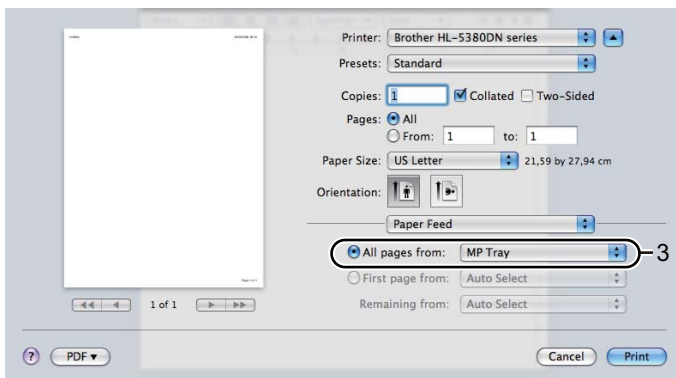 Printer: Brother HL-5380DN series
Presets: Standard
Copies: 1 Collated Two-Sided
Pages: All
From: 1 to: 1
Paper Size: US Letter 21,59 by 27,94 cm
Orientation:
Paper Feed
All pages from: MP Tray 3
First page from: Auto Select
Remaining from: Auto Select
1 of 1
? PDF Cancel Print